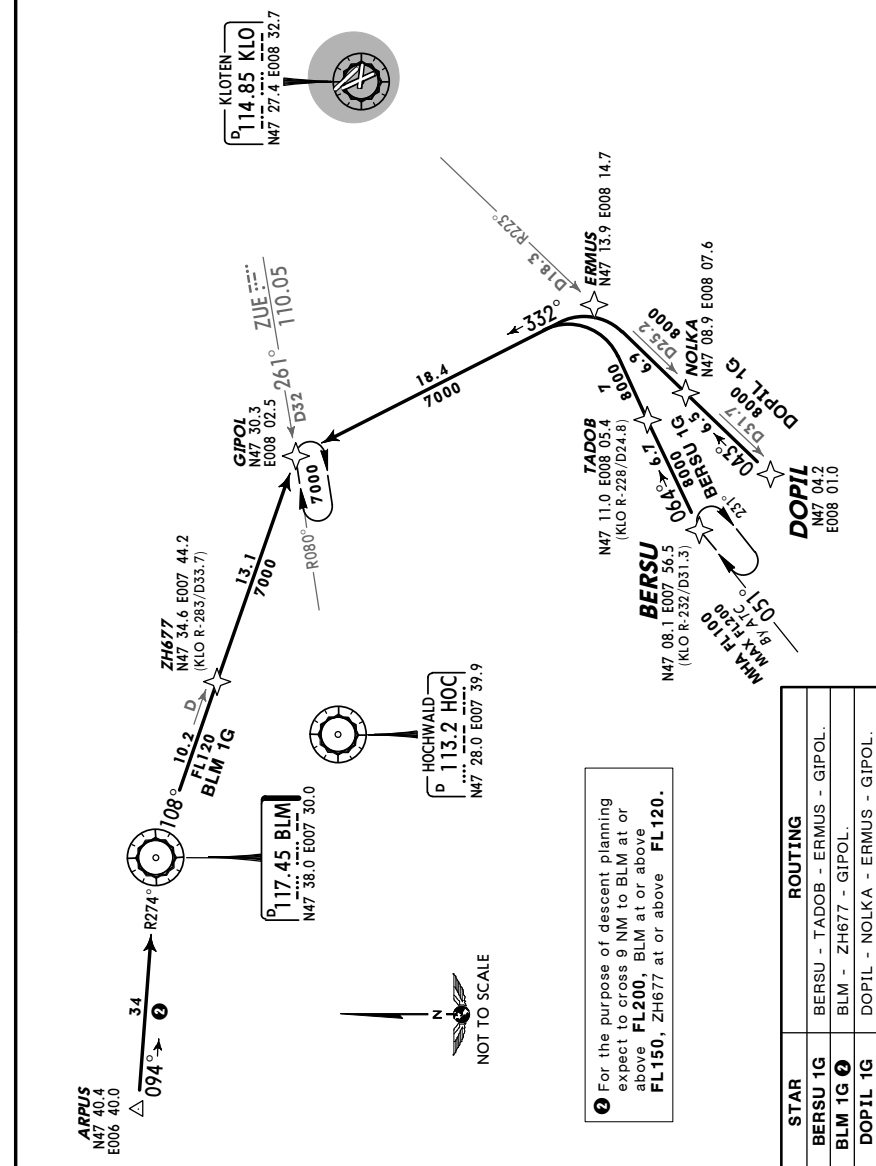 ARPUS
N47 40.4
E006 40.0
34
094°
2
R274°
D
117.45 BLM
N47 38.0 E007 30.0
108°
10.2
D
FL120
BLM 1G
ZH677
N47 34.6 E007 44.2
(KLO R-283/D33.7)
13.1
7000
HOCHWALD
D
113.2 HOC
N47 28.0 E007 39.9
GIPOL
N47 30.3
E008 02.5
7000
R080°
D32
261°
ZUE
110.05
KLOTEN
D
114.85 KLO
N47 27.4 E008 32.7
18.4
7000
332°
D18.3 R223°
ERMUS
N47 13.9 E008 14.7
7
8000
6.9
D25.2
8000
NOLKA
N47 08.9 E008 07.6
TADOB
N47 11.0 E008 05.4
(KLO R-228/D24.8)
064°
6.7
8000
BERSU 1G
6.5
043°
D31.7
8000
DOPIL 1G
BERSU
N47 08.1 E007 56.5
(KLO R-232/D31.3)
231°
051°
MHA FL100
MAX FL200
BY ATC
DOPIL
N47 04.2
E008 01.0
N
NOT TO SCALE
2 For the purpose of descent planning
expect to cross 9 NM to BLM at or
above FL200, BLM at or above
FL150, ZH677 at or above FL120.
STAR ROUTING
BERSU 1G BERSU - TADOB - ERMUS - GIPOL.
BLM 1G 2 BLM - ZH677 - GIPOL.
DOPIL 1G DOPIL - NOLKA - ERMUS - GIPOL.